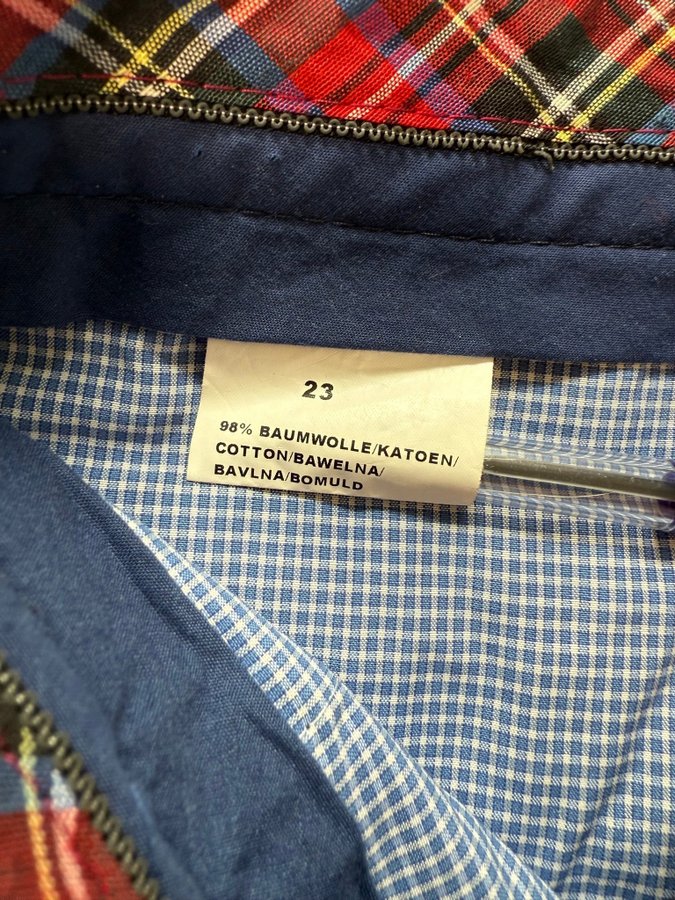 23
98% BAUMWOLLE/KATOEN/
COTTON/BAWELNA/
BAVLNA/BOMULD